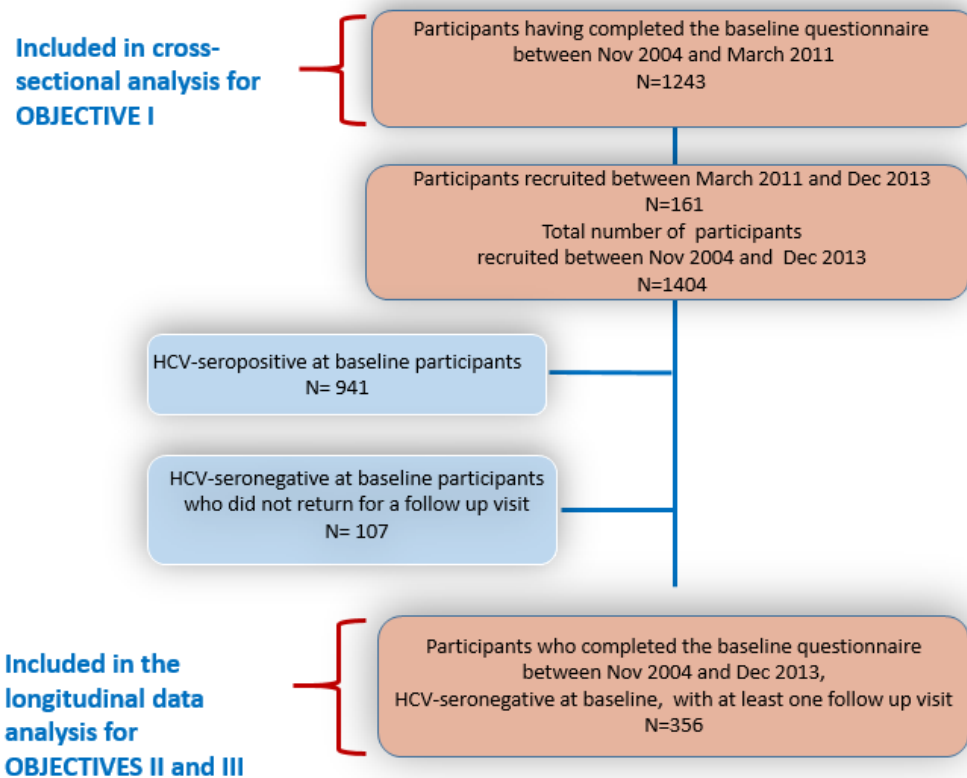 Included in cross-
sectional analysis for
OBJECTIVE I
Participants having completed the baseline questionnaire
between Nov 2004 and March 2011
N=1243
Participants recruited between March 2011 and Dec 2013
N=161
Total number of participants
recruited between Nov 2004 and Dec 2013
N=1404
HCV-seropositive at baseline participants
N= 941
HCV-seronegative at baseline participants
who did not return for a follow up visit
N= 107
Included in the
longitudinal data
analysis for
OBJECTIVES II and III
Participants who completed the baseline questionnaire
between Nov 2004 and Dec 2013,
HCV-seronegative at baseline, with at least one follow up visit
N=356